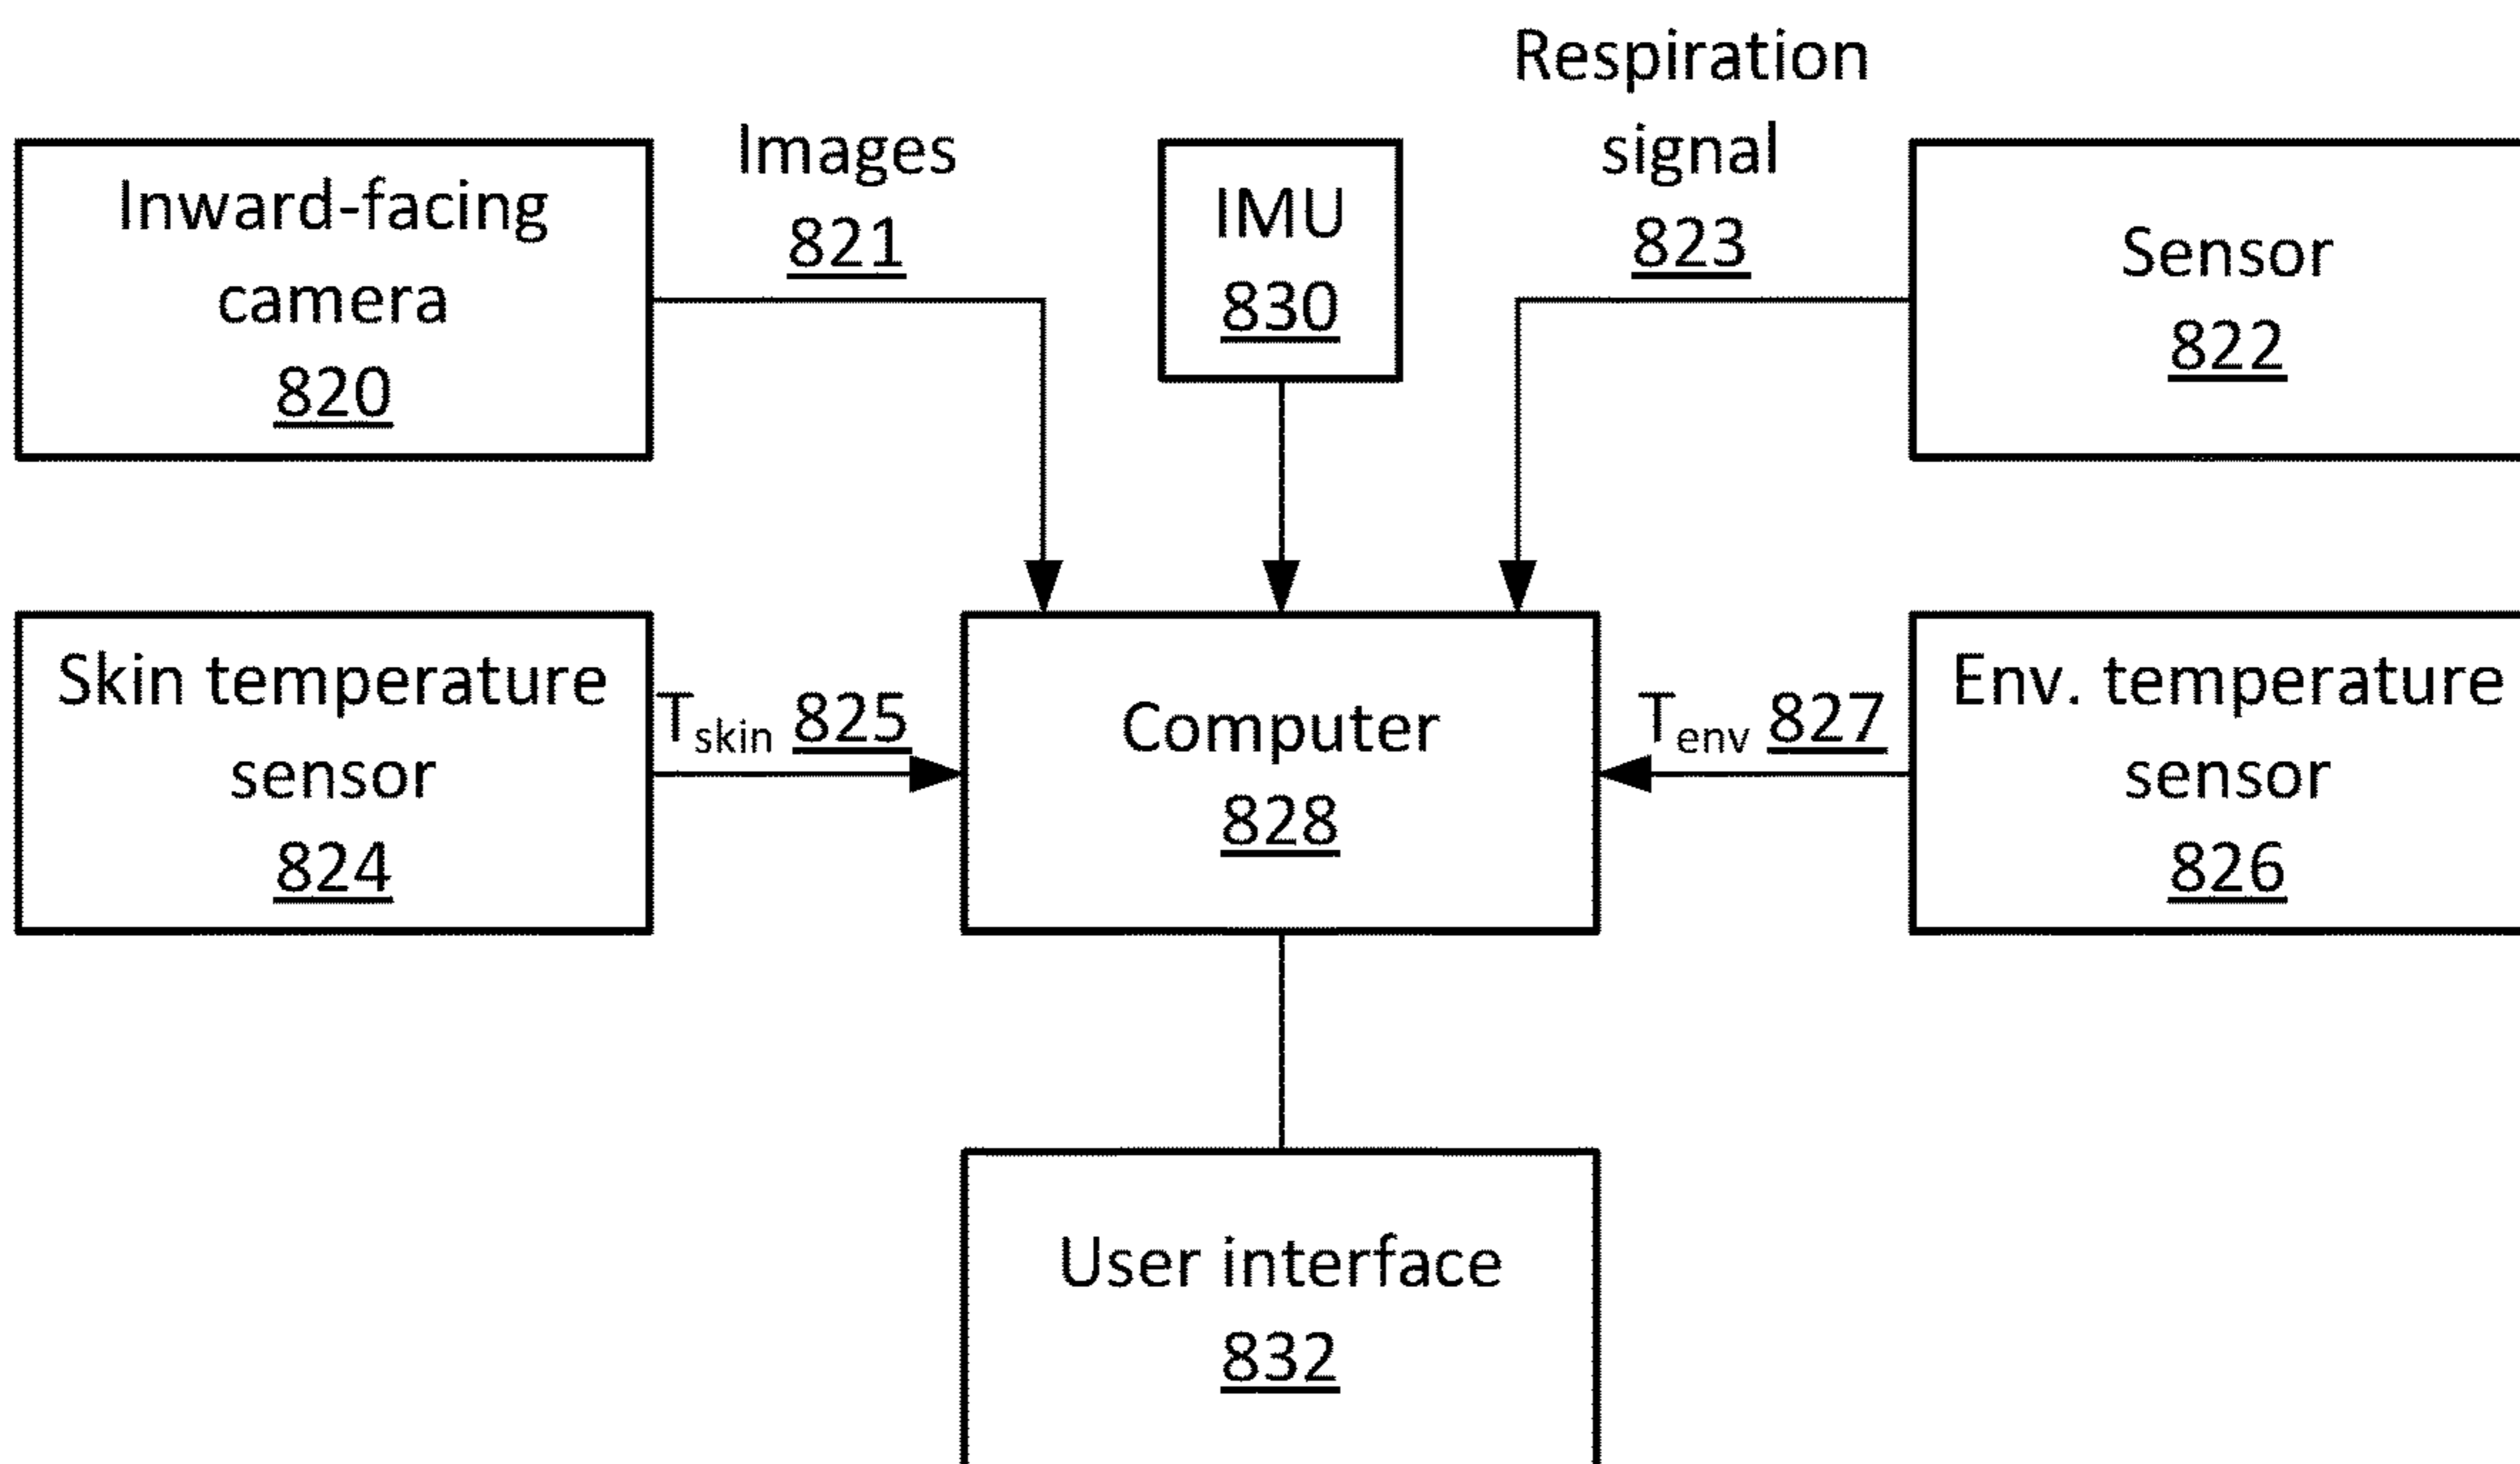 Respiration
signal
823
Images
821
Inward-facing
camera
820
IMU
830
Sensor
822
Skin temperature
sensor
824
Tskin 825
Computer
828
Tenv 827
Env. temperature
sensor
826
User interface
832